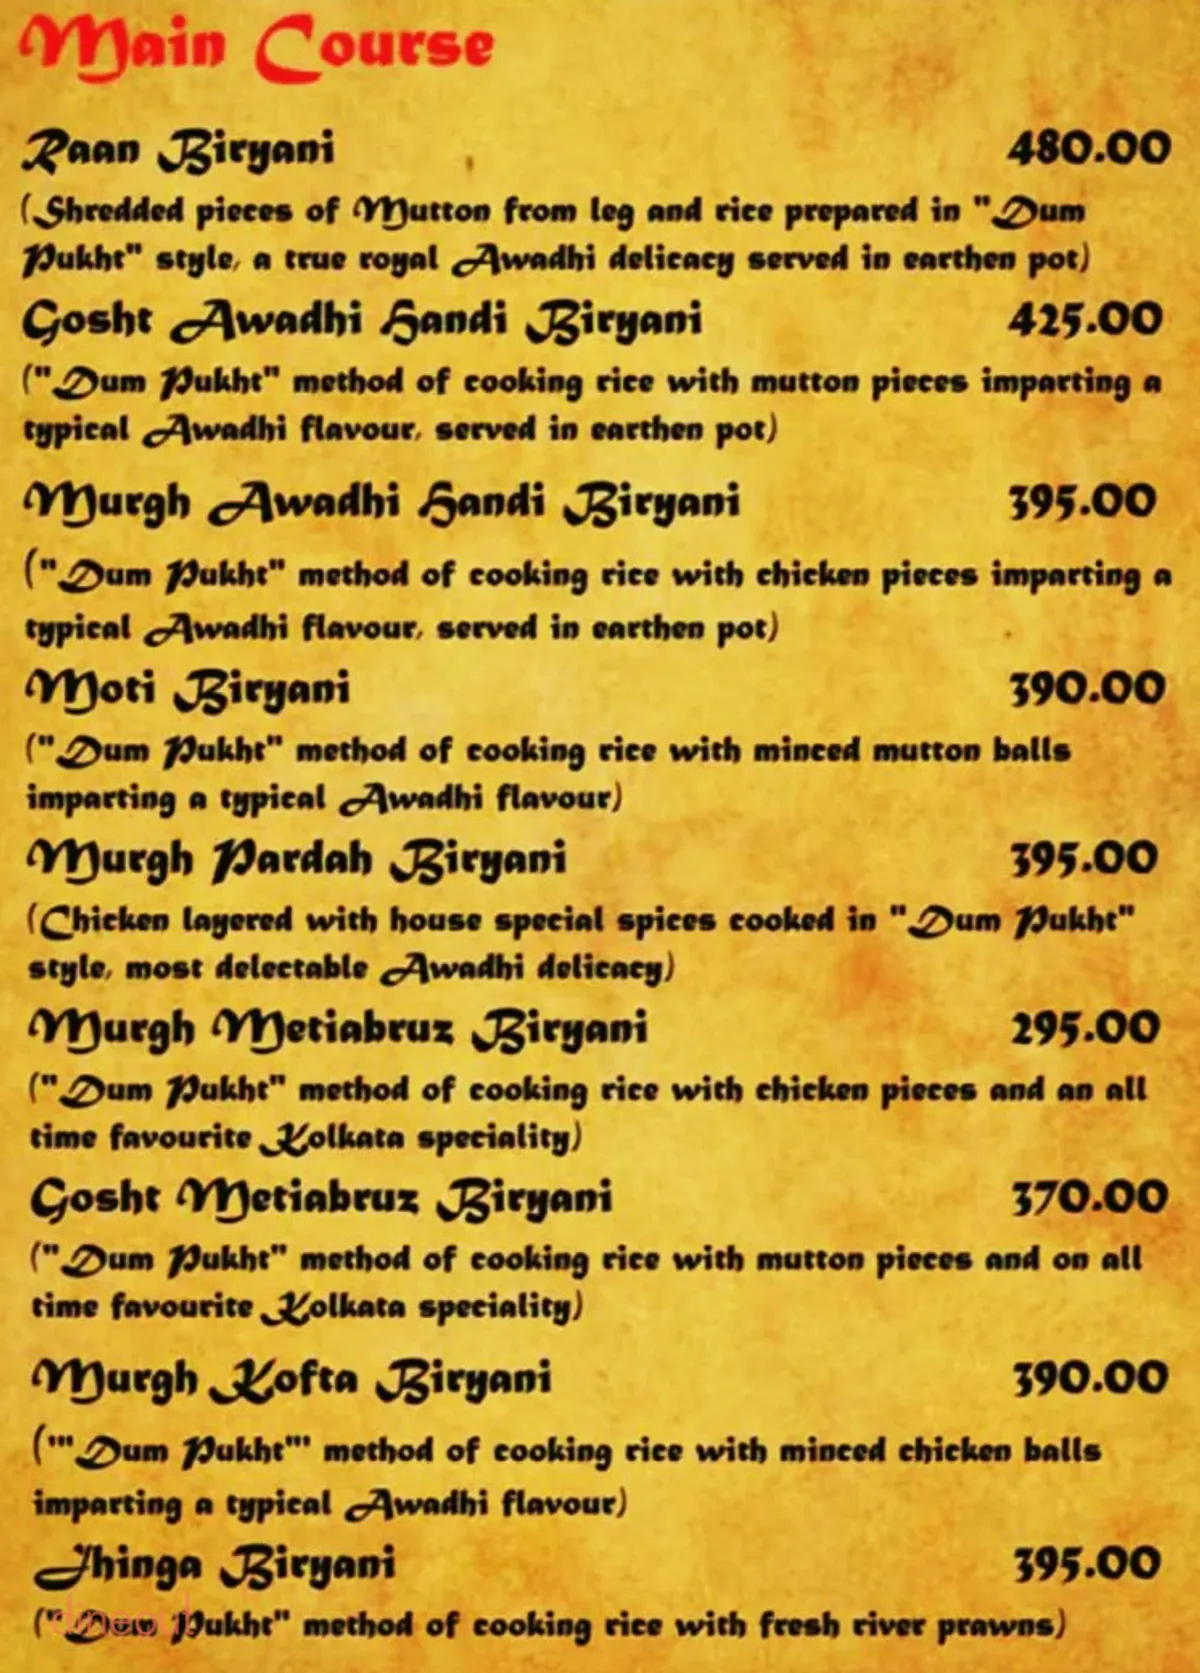 Main Course
Raan Biryani 480.00
(Shredded pieces of Mutton from leg and rice prepared in "Dum
Pukht" style, a true royal Awadhi delicacy served in earthen pot)
Gosht Awadhi Handi Biryani 425.00
("Dum Pukht" method of cooking rice with mutton pieces imparting a
typical Awadhi flavour, served in earthen pot)
Murgh Awadhi Handi Biryani 395.00
("Dum Pukht" method of cooking rice with chicken pieces imparting a
typical Awadhi flavour, served in earthen pot)
Moti Biryani 390.00
("Dum Pukht" method of cooking rice with minced mutton balls
imparting a typical Awadhi flavour)
Murgh Pardah Biryani 395.00
(Chicken layered with house special spices cooked in "Dum Pukht"
style, most delectable Awadhi delicacy)
Murgh Metiabruz Biryani 295.00
("Dum Pukht" method of cooking rice with chicken pieces and an all
time favourite Kolkata speciality)
Gosht Metiabruz Biryani 370.00
("Dum Pukht" method of cooking rice with mutton pieces and on all
time favourite Kolkata speciality)
Murgh Kofta Biryani 390.00
('"Dum Pukht"' method of cooking rice with minced chicken balls
imparting a typical Awadhi flavour)
Jhinga Biryani 395.00
("Dum Pukht" method of cooking rice with fresh river prawns)
dineout